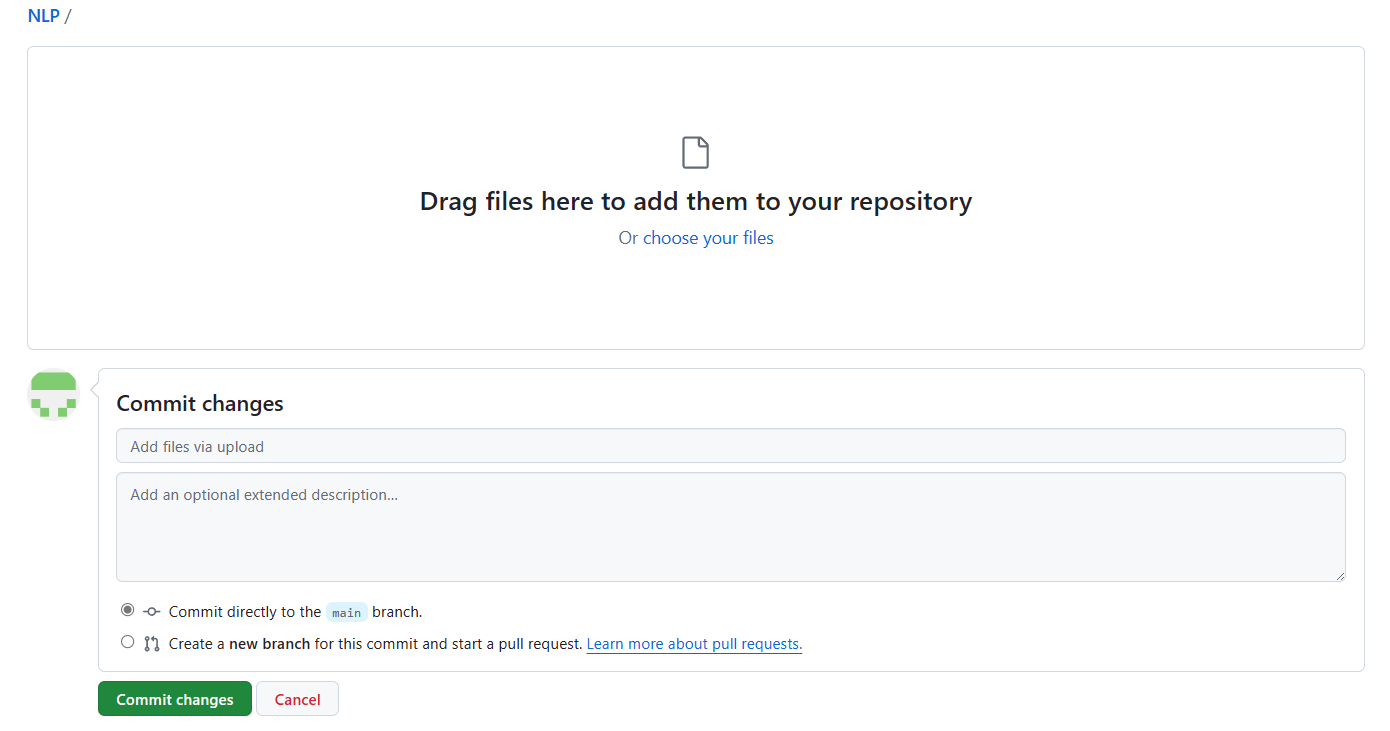 NLP /
Drag files here to add them to your repository
Or choose your files
Commit changes
Add files via upload
Add an optional extended description...
Commit directly to the main branch.
Create a new branch for this commit and start a pull request. Learn more about pull requests.
Commit changes Cancel